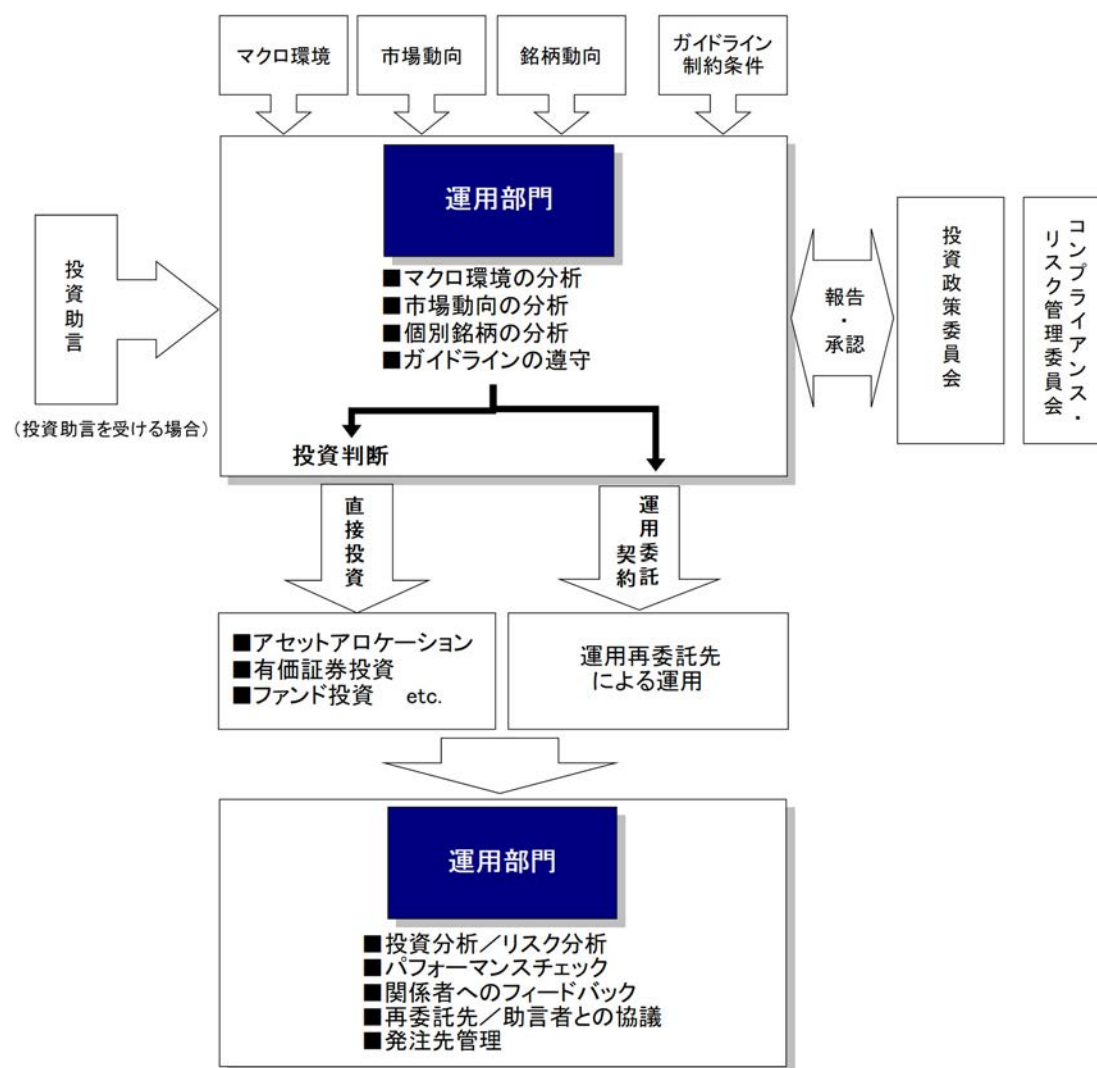 マクロ環境
市場動向
銘柄動向
ガイドライン
制約条件
運用部門
■マクロ環境の分析
■市場動向の分析
■個別銘柄の分析
■ガイドラインの遵守
投資助言
(投資助言を受ける場合)
報告
・
承認
投資政策委員会
コンプライアンス・
リスク管理委員会
投資判断
直接投資
運用委託
契約
■アセットアロケーション
■有価証券投資
■ファンド投資 etc.
運用再委託先
による運用
運用部門
■投資分析／リスク分析
■パフォーマンスチェック
■関係者へのフィードバック
■再委託先／助言者との協議
■発注先管理